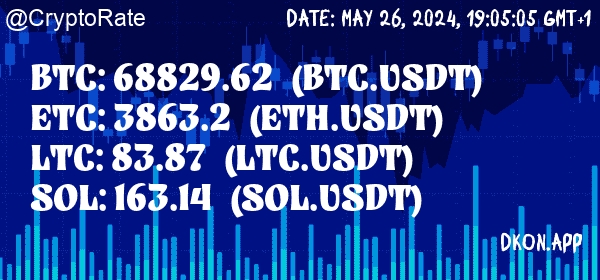 @CryptoRate
DATE: MAY 26, 2024, 19:05:05 GMT+1
BTC: 68829.62 (BTC.USDT)
ETC: 3863.2 (ETH.USDT)
LTC: 83.87 (LTC.USDT)
SOL: 163.14 (SOL.USDT)
DKON.APP